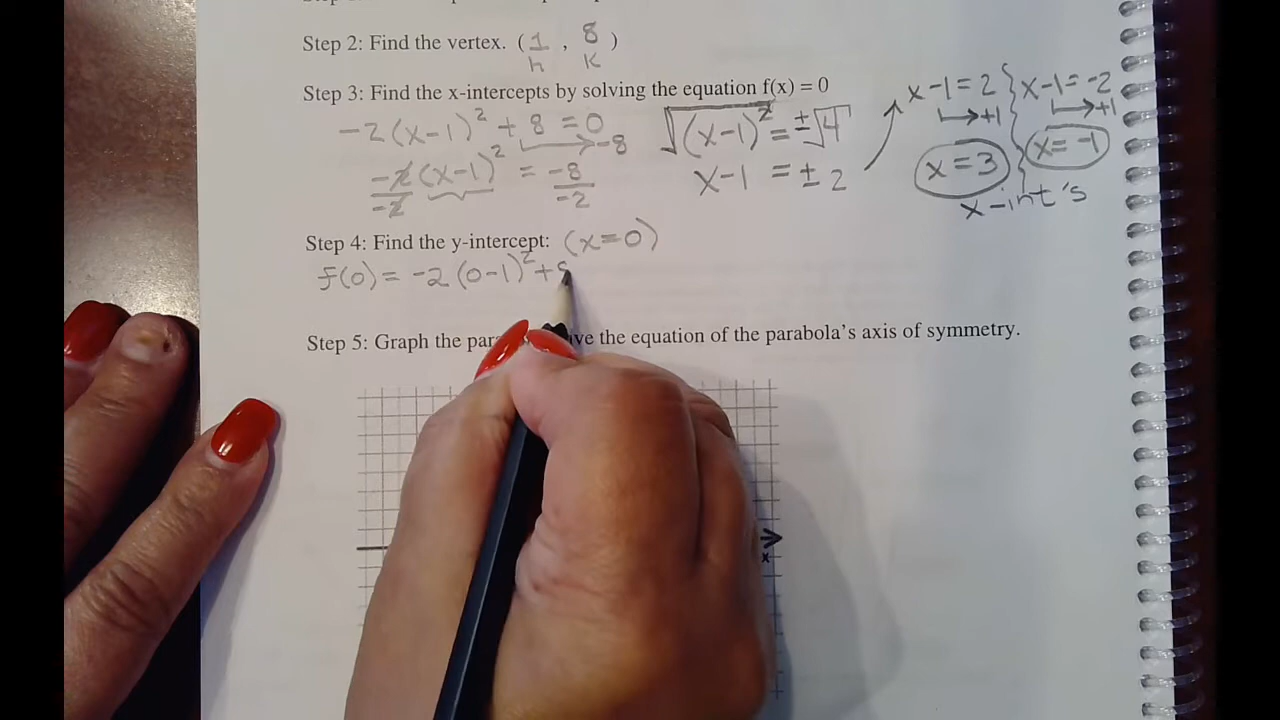 Step 2: Find the vertex. ( 1 , 8 )
h K
Step 3: Find the x-intercepts by solving the equation f(x) = 0
-2(x-1)² + 8 = 0
-8
-2(x-1)² = -8
-2 -2
√(x-1)² = ±√4
x-1 = ± 2
x-1=2
→+1
x=3
x-1=-2
→+1
x=-1
x-int's
Step 4: Find the y-intercept: (x=0)
f(0) = -2(0-1)²+
Step 5: Graph the the equation of the parabola's axis of symmetry.
x